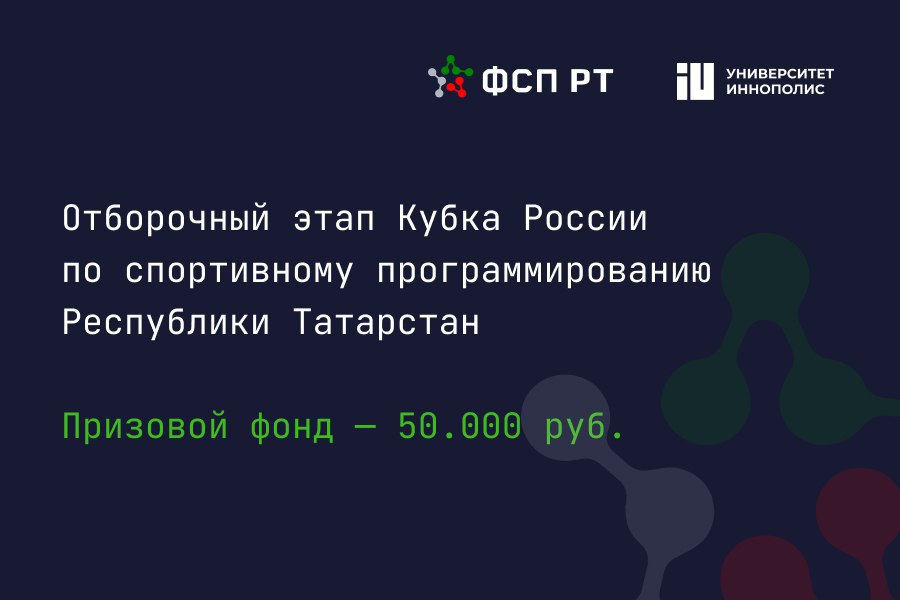 ФСП РТ
УНИВЕРСИТЕТ
ИННОПОЛИС
Отборочный этап Кубка России
по спортивному программированию
Республики Татарстан
Призовой фонд — 50.000 руб.